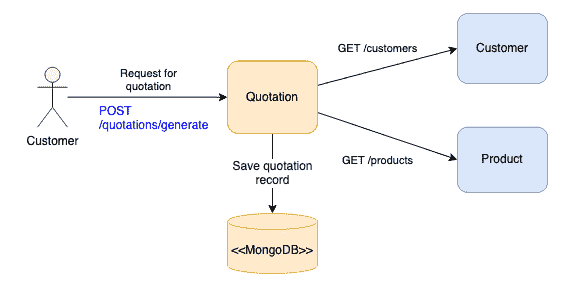 GET /customers
Customer
Request for
quotation
Quotation
POST
/quotations/generate
Customer
GET /products
Product
Save quotation
record
<<MongoDB>>